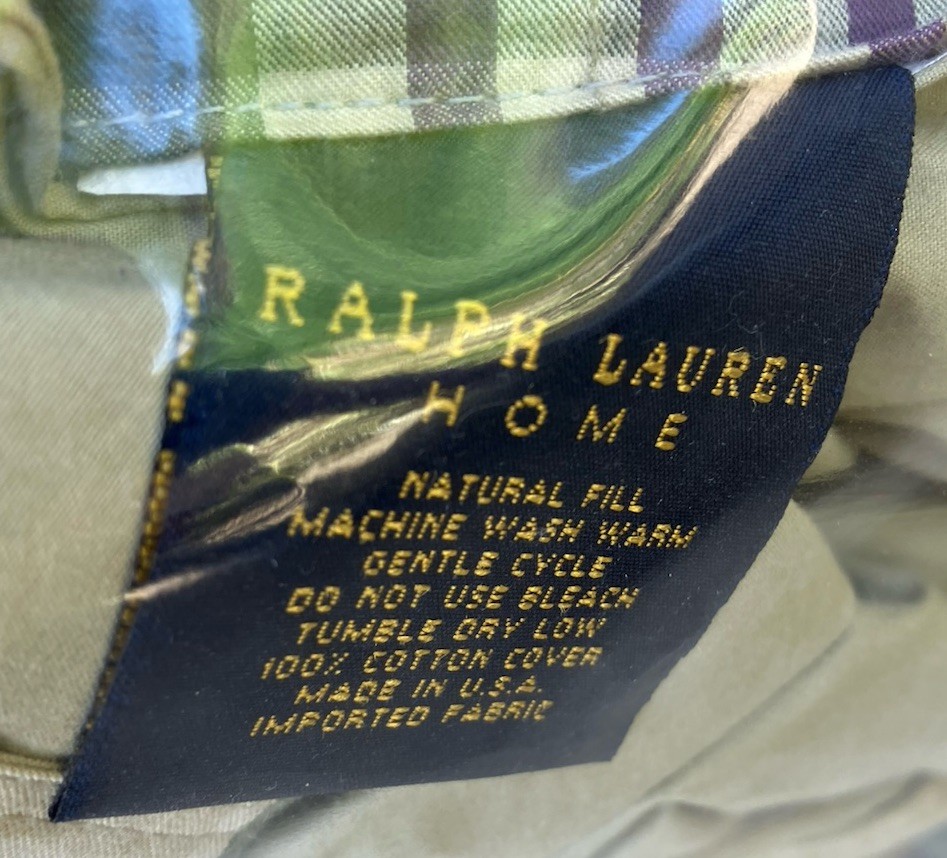 RALPH LAUREN
HOME
NATURAL FILL
MACHINE WASH WARM
GENTLE CYCLE
DO NOT USE BLEACH
TUMBLE DRY LOW
100% COTTON COVER
MADE IN U.S.A.
IMPORTED FABRIC